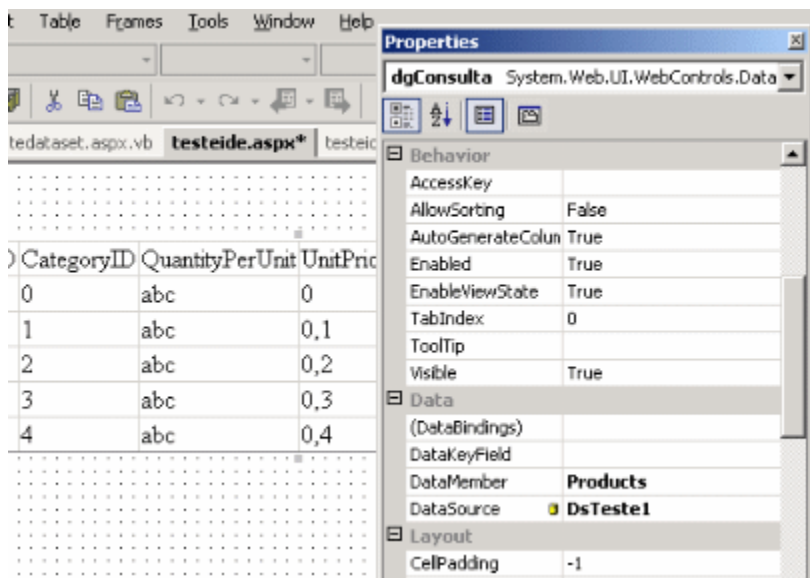 t Table Frames Tools Window Help
tedataset.aspx.vb testeide.aspx* testeid
D CategoryID QuantityPerUnit UnitPric
0 abc 0
1 abc 0,1
2 abc 0,2
3 abc 0,3
4 abc 0,4
Properties
dgConsulta System.Web.UI.WebControls.Data
Behavior
AccessKey
AllowSorting False
AutoGenerateColun True
Enabled True
EnableViewState True
TabIndex 0
ToolTip
Visible True
Data
(DataBindings)
DataKeyField
DataMember Products
DataSource DsTeste1
Layout
CellPadding -1